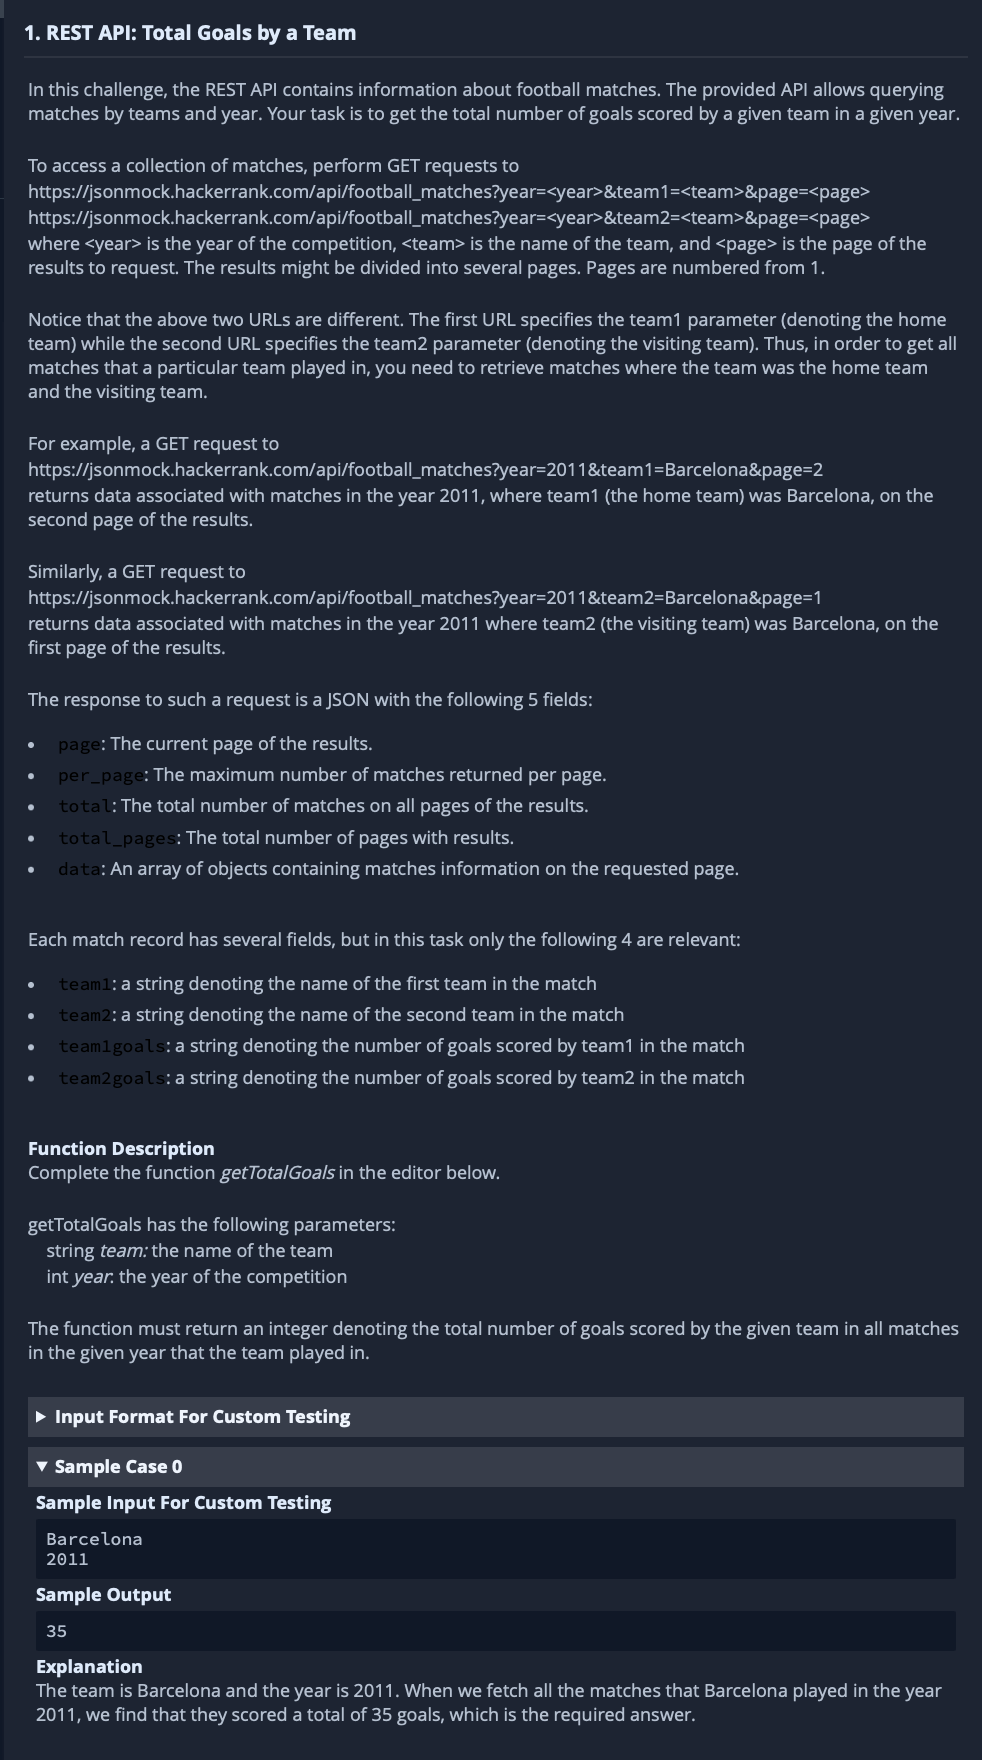 1. REST API: Total Goals by a Team
In this challenge, the REST API contains information about football matches. The provided API allows querying
matches by teams and year. Your task is to get the total number of goals scored by a given team in a given year.
To access a collection of matches, perform GET requests to
https://jsonmock.hackerrank.com/api/football_matches?year=<year>&team1=<team>&page=<page>
https://jsonmock.hackerrank.com/api/football_matches?year=<year>&team2=<team>&page=<page>
where <year> is the year of the competition, <team> is the name of the team, and <page> is the page of the
results to request. The results might be divided into several pages. Pages are numbered from 1.
Notice that the above two URLs are different. The first URL specifies the team1 parameter (denoting the home
team) while the second URL specifies the team2 parameter (denoting the visiting team). Thus, in order to get all
matches that a particular team played in, you need to retrieve matches where the team was the home team
and the visiting team.
For example, a GET request to
https://jsonmock.hackerrank.com/api/football_matches?year=2011&team1=Barcelona&page=2
returns data associated with matches in the year 2011, where team1 (the home team) was Barcelona, on the
second page of the results.
Similarly, a GET request to
https://jsonmock.hackerrank.com/api/football_matches?year=2011&team2=Barcelona&page=1
returns data associated with matches in the year 2011 where team2 (the visiting team) was Barcelona, on the
first page of the results.
The response to such a request is a JSON with the following 5 fields:
• page: The current page of the results.
• per_page: The maximum number of matches returned per page.
• total: The total number of matches on all pages of the results.
• total_pages: The total number of pages with results.
• data: An array of objects containing matches information on the requested page.
Each match record has several fields, but in this task only the following 4 are relevant:
• team1: a string denoting the name of the first team in the match
• team2: a string denoting the name of the second team in the match
• team1goals: a string denoting the number of goals scored by team1 in the match
• team2goals: a string denoting the number of goals scored by team2 in the match
Function Description
Complete the function getTotalGoals in the editor below.
getTotalGoals has the following parameters:
string team: the name of the team
int year: the year of the competition
The function must return an integer denoting the total number of goals scored by the given team in all matches
in the given year that the team played in.
▶ Input Format For Custom Testing
▼ Sample Case 0
Sample Input For Custom Testing
Barcelona
2011
Sample Output
35
Explanation
The team is Barcelona and the year is 2011. When we fetch all the matches that Barcelona played in the year
2011, we find that they scored a total of 35 goals, which is the required answer.